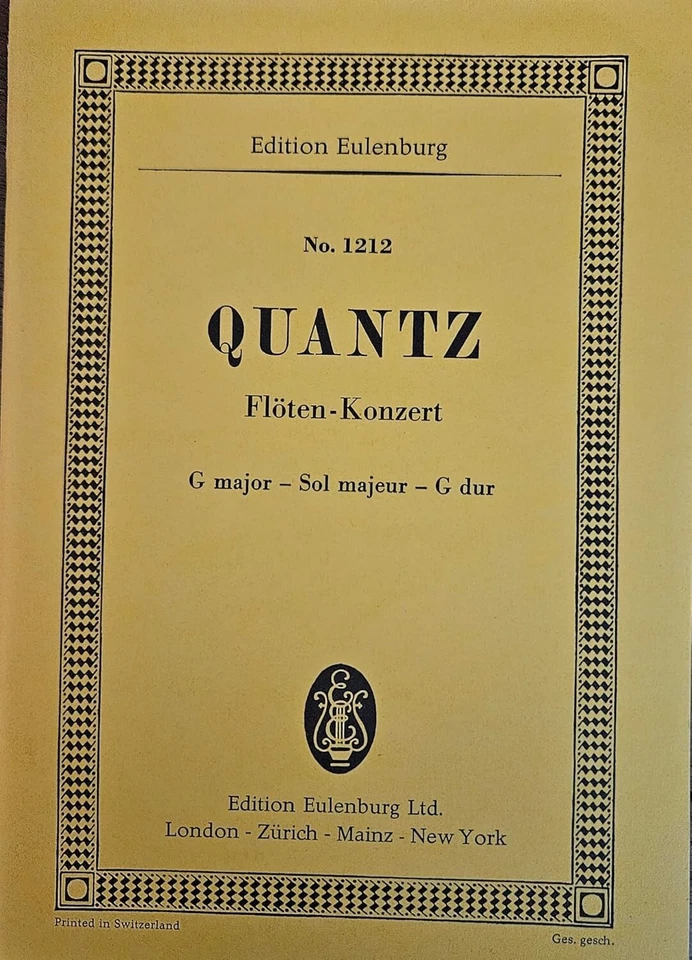 Edition Eulenburg
No. 1212
QUANTZ
Flöten-Konzert
G major – Sol majeur – G dur
Edition Eulenburg Ltd.
London - Zürich - Mainz - New York
Printed in Switzerland
Ges. gesch.